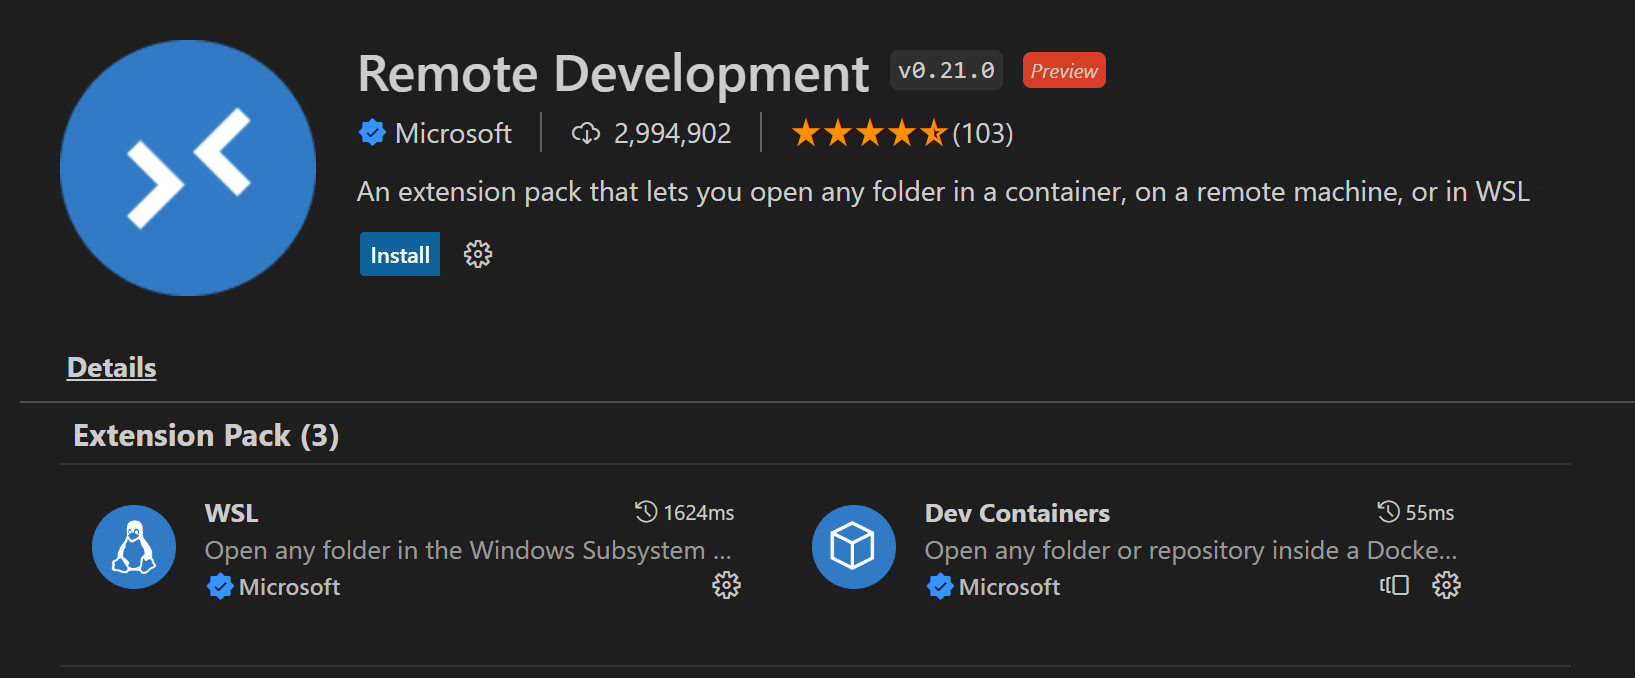 Remote Development v0.21.0 Preview
Microsoft 2,994,902 (103)
An extension pack that lets you open any folder in a container, on a remote machine, or in WSL
Install
Details
Extension Pack (3)
WSL 1624ms
Open any folder in the Windows Subsystem ...
Microsoft
Dev Containers 55ms
Open any folder or repository inside a Docke...
Microsoft